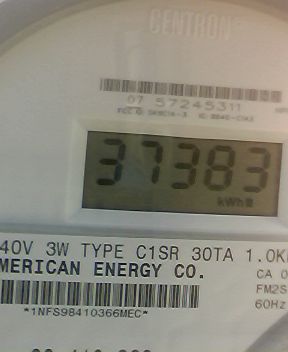 CENTRON
07 57245311
37383
kWh
40V 3W TYPE C1SR 30TA 1.0K
MERICAN ENERGY CO.
CA 0
FM2S
60Hz
*1NFS98410366MEC*